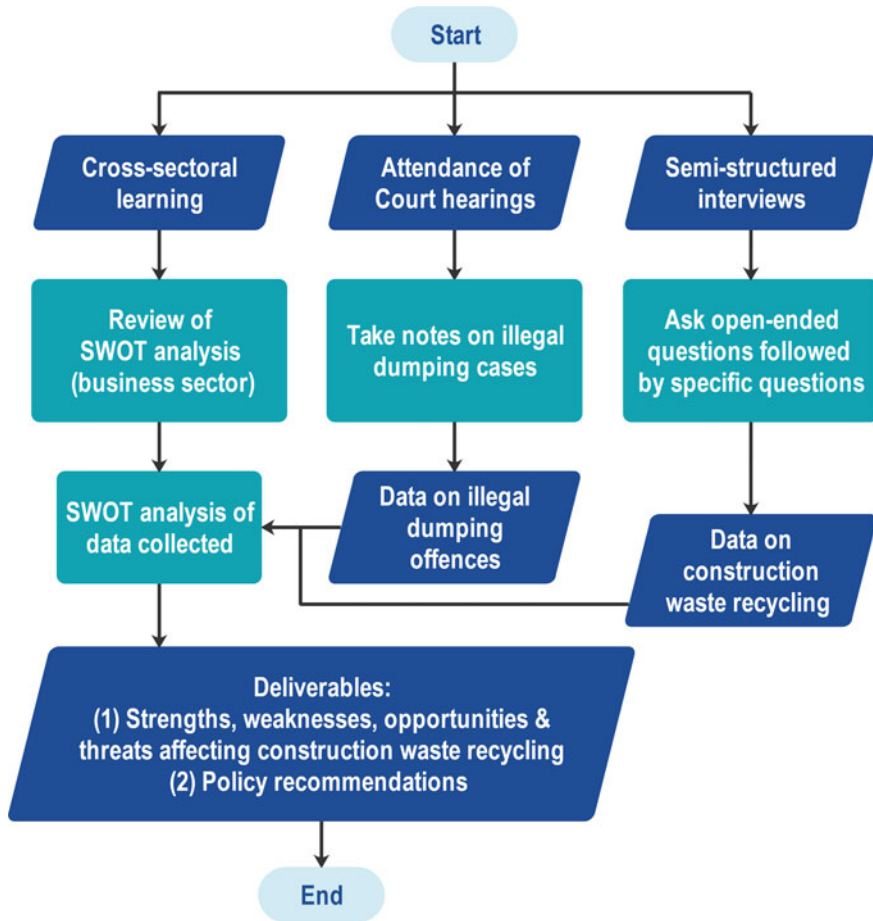 Start
Cross-sectoral
learning
Attendance of
Court hearings
Semi-structured
interviews
Review of
SWOT analysis
(business sector)
Take notes on illegal
dumping cases
Ask open-ended
questions followed
by specific questions
SWOT analysis of
data collected
Data on illegal
dumping
offences
Data on
construction
waste recycling
Deliverables:
(1) Strengths, weaknesses, opportunities &
threats affecting construction waste recycling
(2) Policy recommendations
End